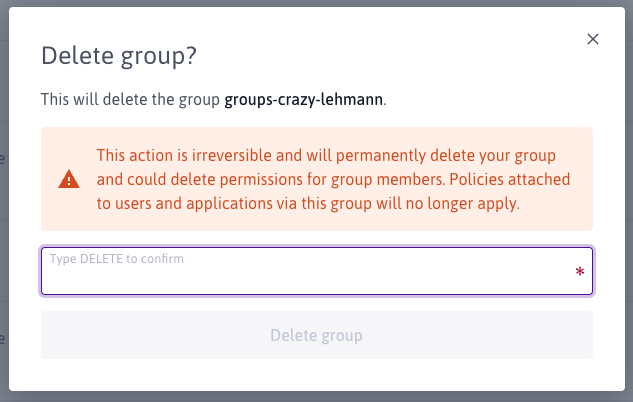 Delete group?
This will delete the group groups-crazy-lehmann.
This action is irreversible and will permanently delete your group
and could delete permissions for group members. Policies attached
to users and applications via this group will no longer apply.
Type DELETE to confirm
*
Delete group